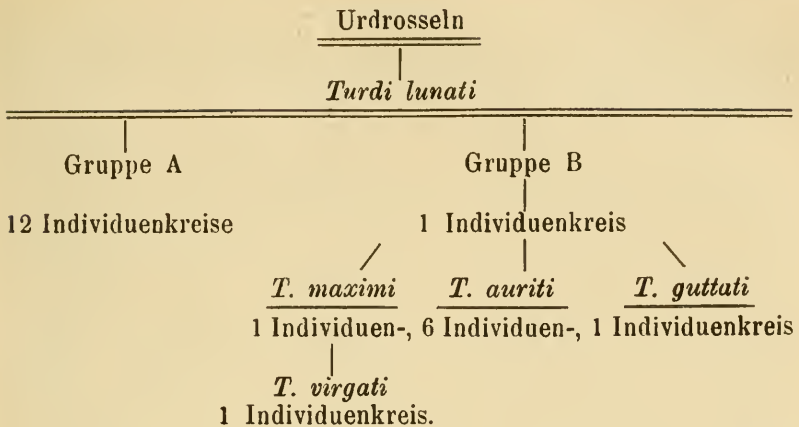 Urdrosseln
Turdi lunati
Gruppe A Gruppe B
12 Individuenkreise 1 Individuenkreis
T. maximi T. auriti T. guttati
1 Individuen-, 6 Individuen-, 1 Individuenkreis
T. virgati
1 Individuenkreis.